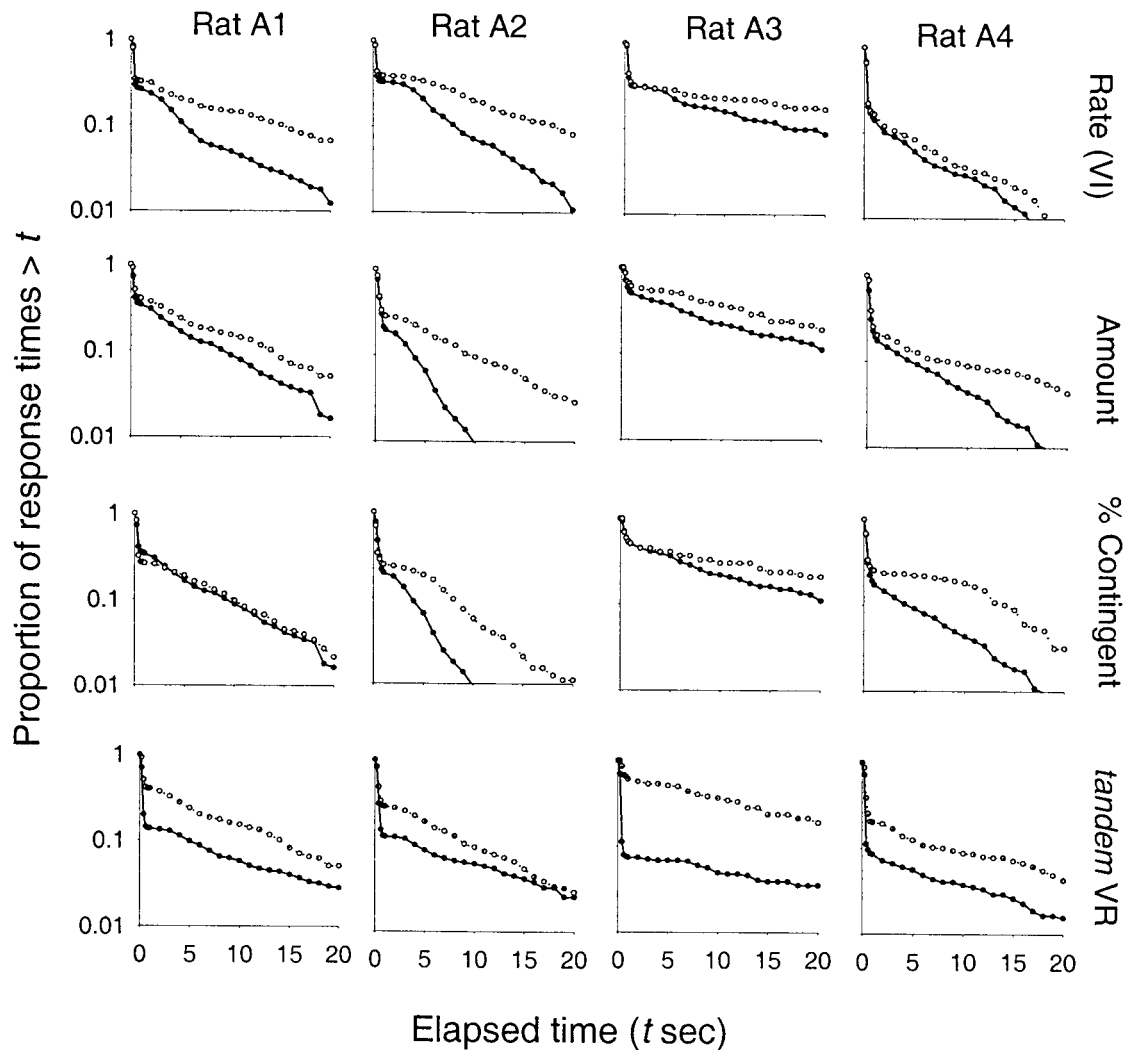 Rat A1 Rat A2 Rat A3 Rat A4
1
0.1
0.01
Rate (VI)
1
0.1
0.01
Amount
1
0.1
0.01
% Contingent
1
0.1
0.01
tandem VR
Proportion of response times > t
0 5 10 15 20 0 5 10 15 20 0 5 10 15 20 0 5 10 15 20
Elapsed time (t sec)